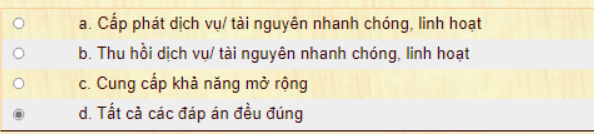 a. Cấp phát dịch vụ/ tài nguyên nhanh chóng, linh hoạt
b. Thu hồi dịch vụ/ tài nguyên nhanh chóng, linh hoạt
c. Cung cấp khả năng mở rộng
d. Tất cả các đáp án đều đúng